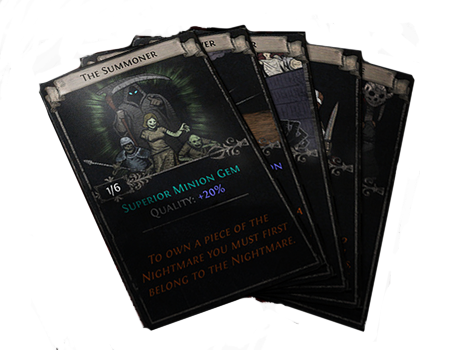 The Summoner
1/6
Superior Minion Gem
Quality: +20%
To own a piece of the
Nightmare you must first
belong to the Nightmare.